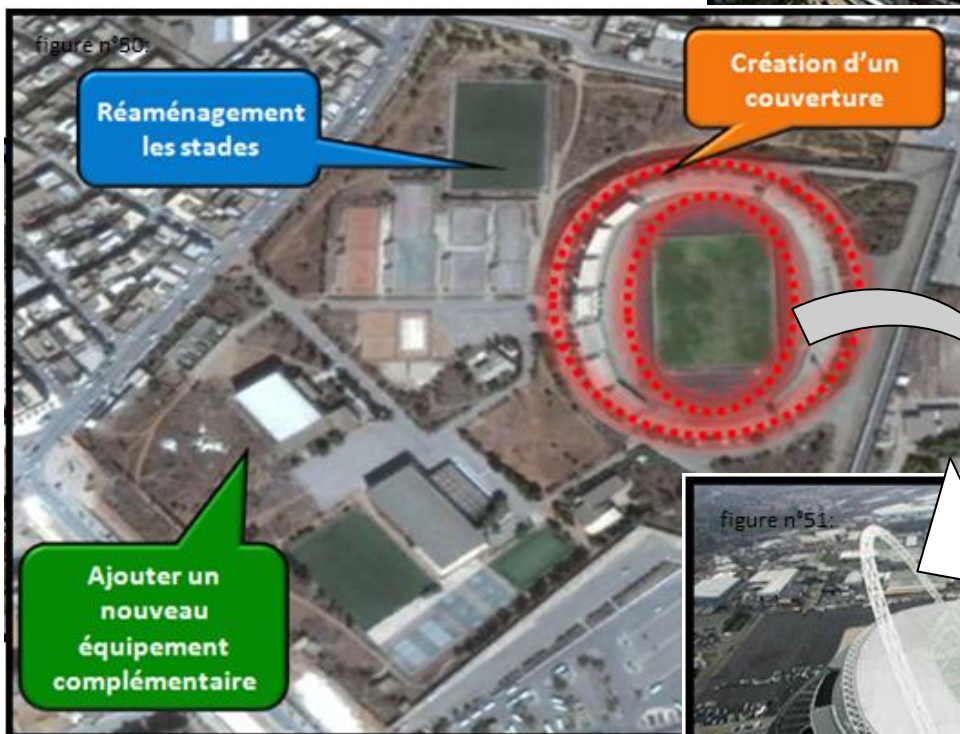 figure n°50:
Création d'un
couverture
Réaménagement
les stades
figure n°51:
Ajouter un
nouveau
équipement
complémentaire